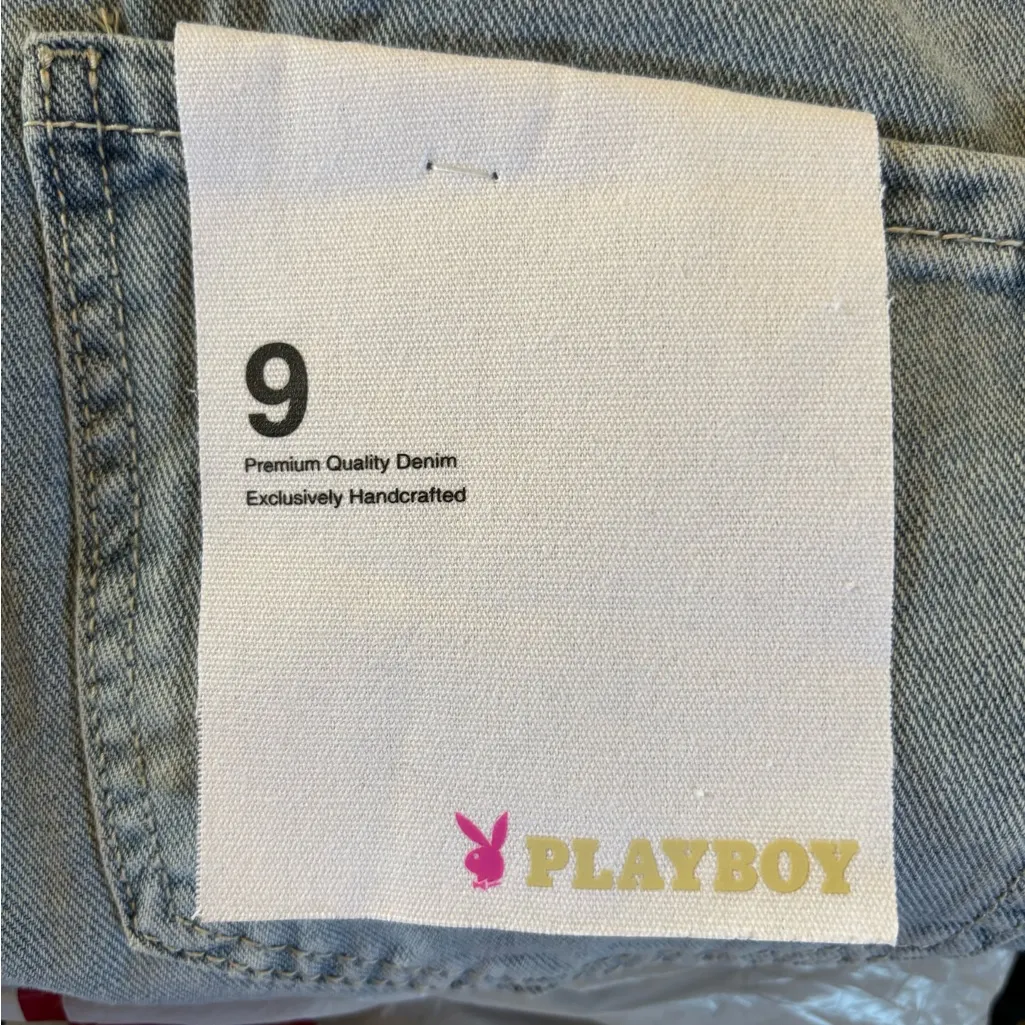 9
Premium Quality Denim
Exclusively Handcrafted
PLAYBOY